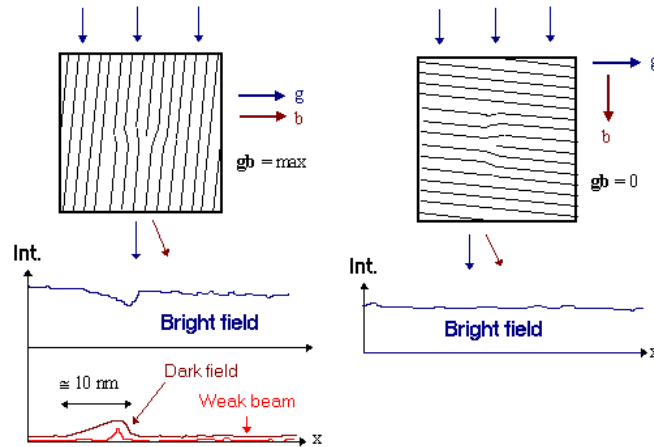 g
b
gb = max
g
b
gb = 0
Int.
Bright field
≅ 10 nm
Dark field
Weak beam
x
Int.
Bright field
x